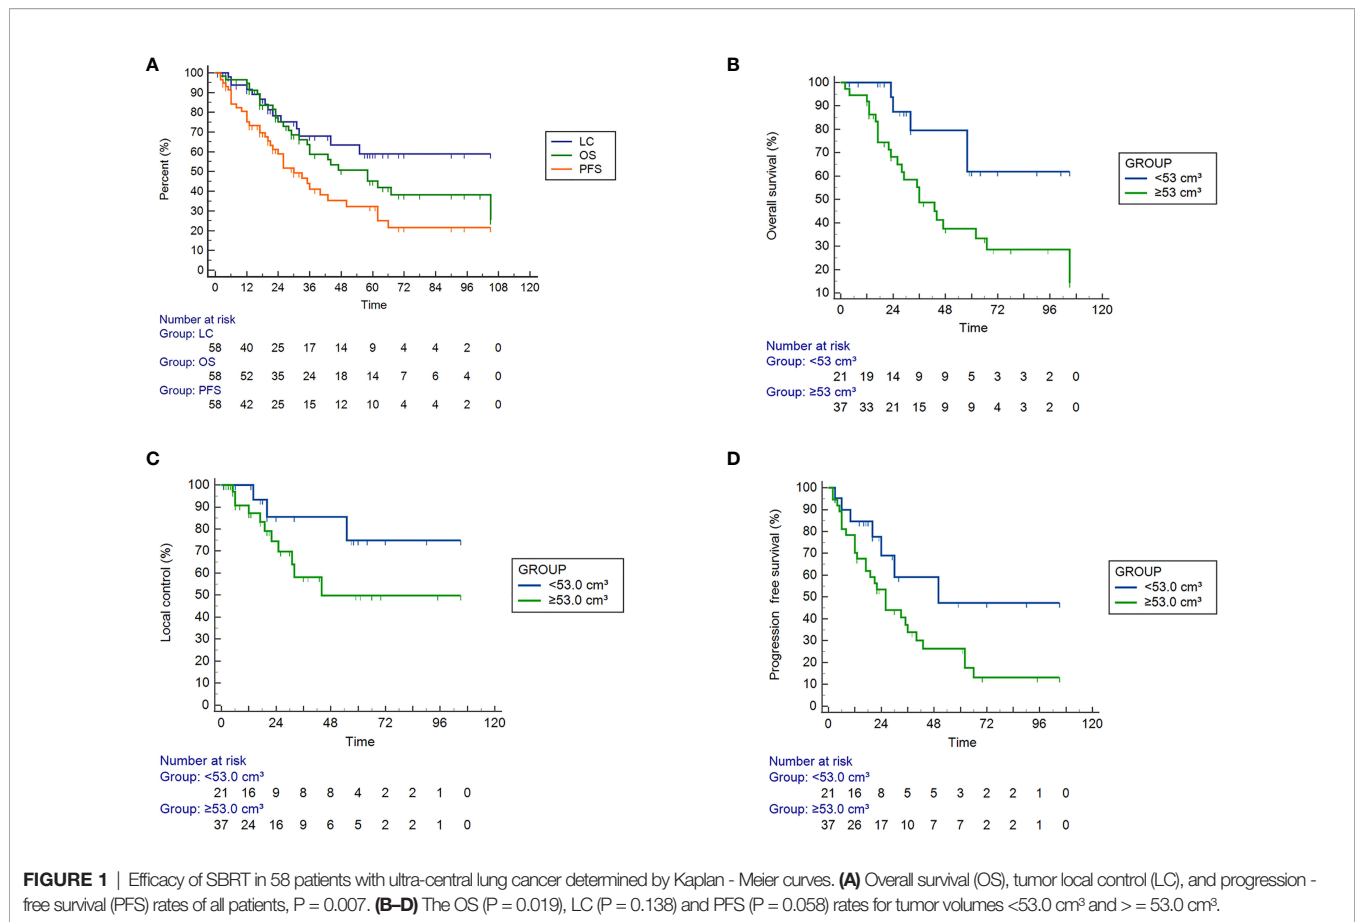 A
100
90
80
70
60
50
40
30
20
10
0
Percent (%)
0 12 24 36 48 60 72 84 96 108 120
Time
LC
OS
PFS
Number at risk
Group: LC
58 40 25 17 14 9 4 4 2 0
Group: OS
58 52 35 24 18 14 7 6 4 0
Group: PFS
58 42 25 15 12 10 4 4 2 0
B
100
90
80
70
60
50
40
30
20
10
Overall survival (%)
0 24 48 72 96 120
Time
GROUP
<53 cm³
≥53 cm³
Number at risk
Group: <53 cm³
21 19 14 9 9 5 3 3 2 0
Group: ≥53 cm³
37 33 21 15 9 9 4 3 2 0
C
100
90
80
70
60
50
40
30
20
10
0
Local control (%)
0 24 48 72 96 120
Time
GROUP
<53.0 cm³
≥53.0 cm³
Number at risk
Group: <53.0 cm³
21 16 9 8 8 4 2 2 1 0
Group: ≥53.0 cm³
37 24 16 9 6 5 2 2 1 0
D
100
90
80
70
60
50
40
30
20
10
0
Progression free survival (%)
0 24 48 72 96 120
Time
GROUP
<53.0 cm³
≥53.0 cm³
Number at risk
Group: <53.0 cm³
21 16 8 5 5 3 2 2 1 0
Group: ≥53.0 cm³
37 26 17 10 7 7 2 2 1 0
FIGURE 1 | Efficacy of SBRT in 58 patients with ultra-central lung cancer determined by Kaplan - Meier curves. (A) Overall survival (OS), tumor local control (LC), and progression -
free survival (PFS) rates of all patients, P = 0.007. (B–D) The OS (P = 0.019), LC (P = 0.138) and PFS (P = 0.058) rates for tumor volumes <53.0 cm³ and > = 53.0 cm³.